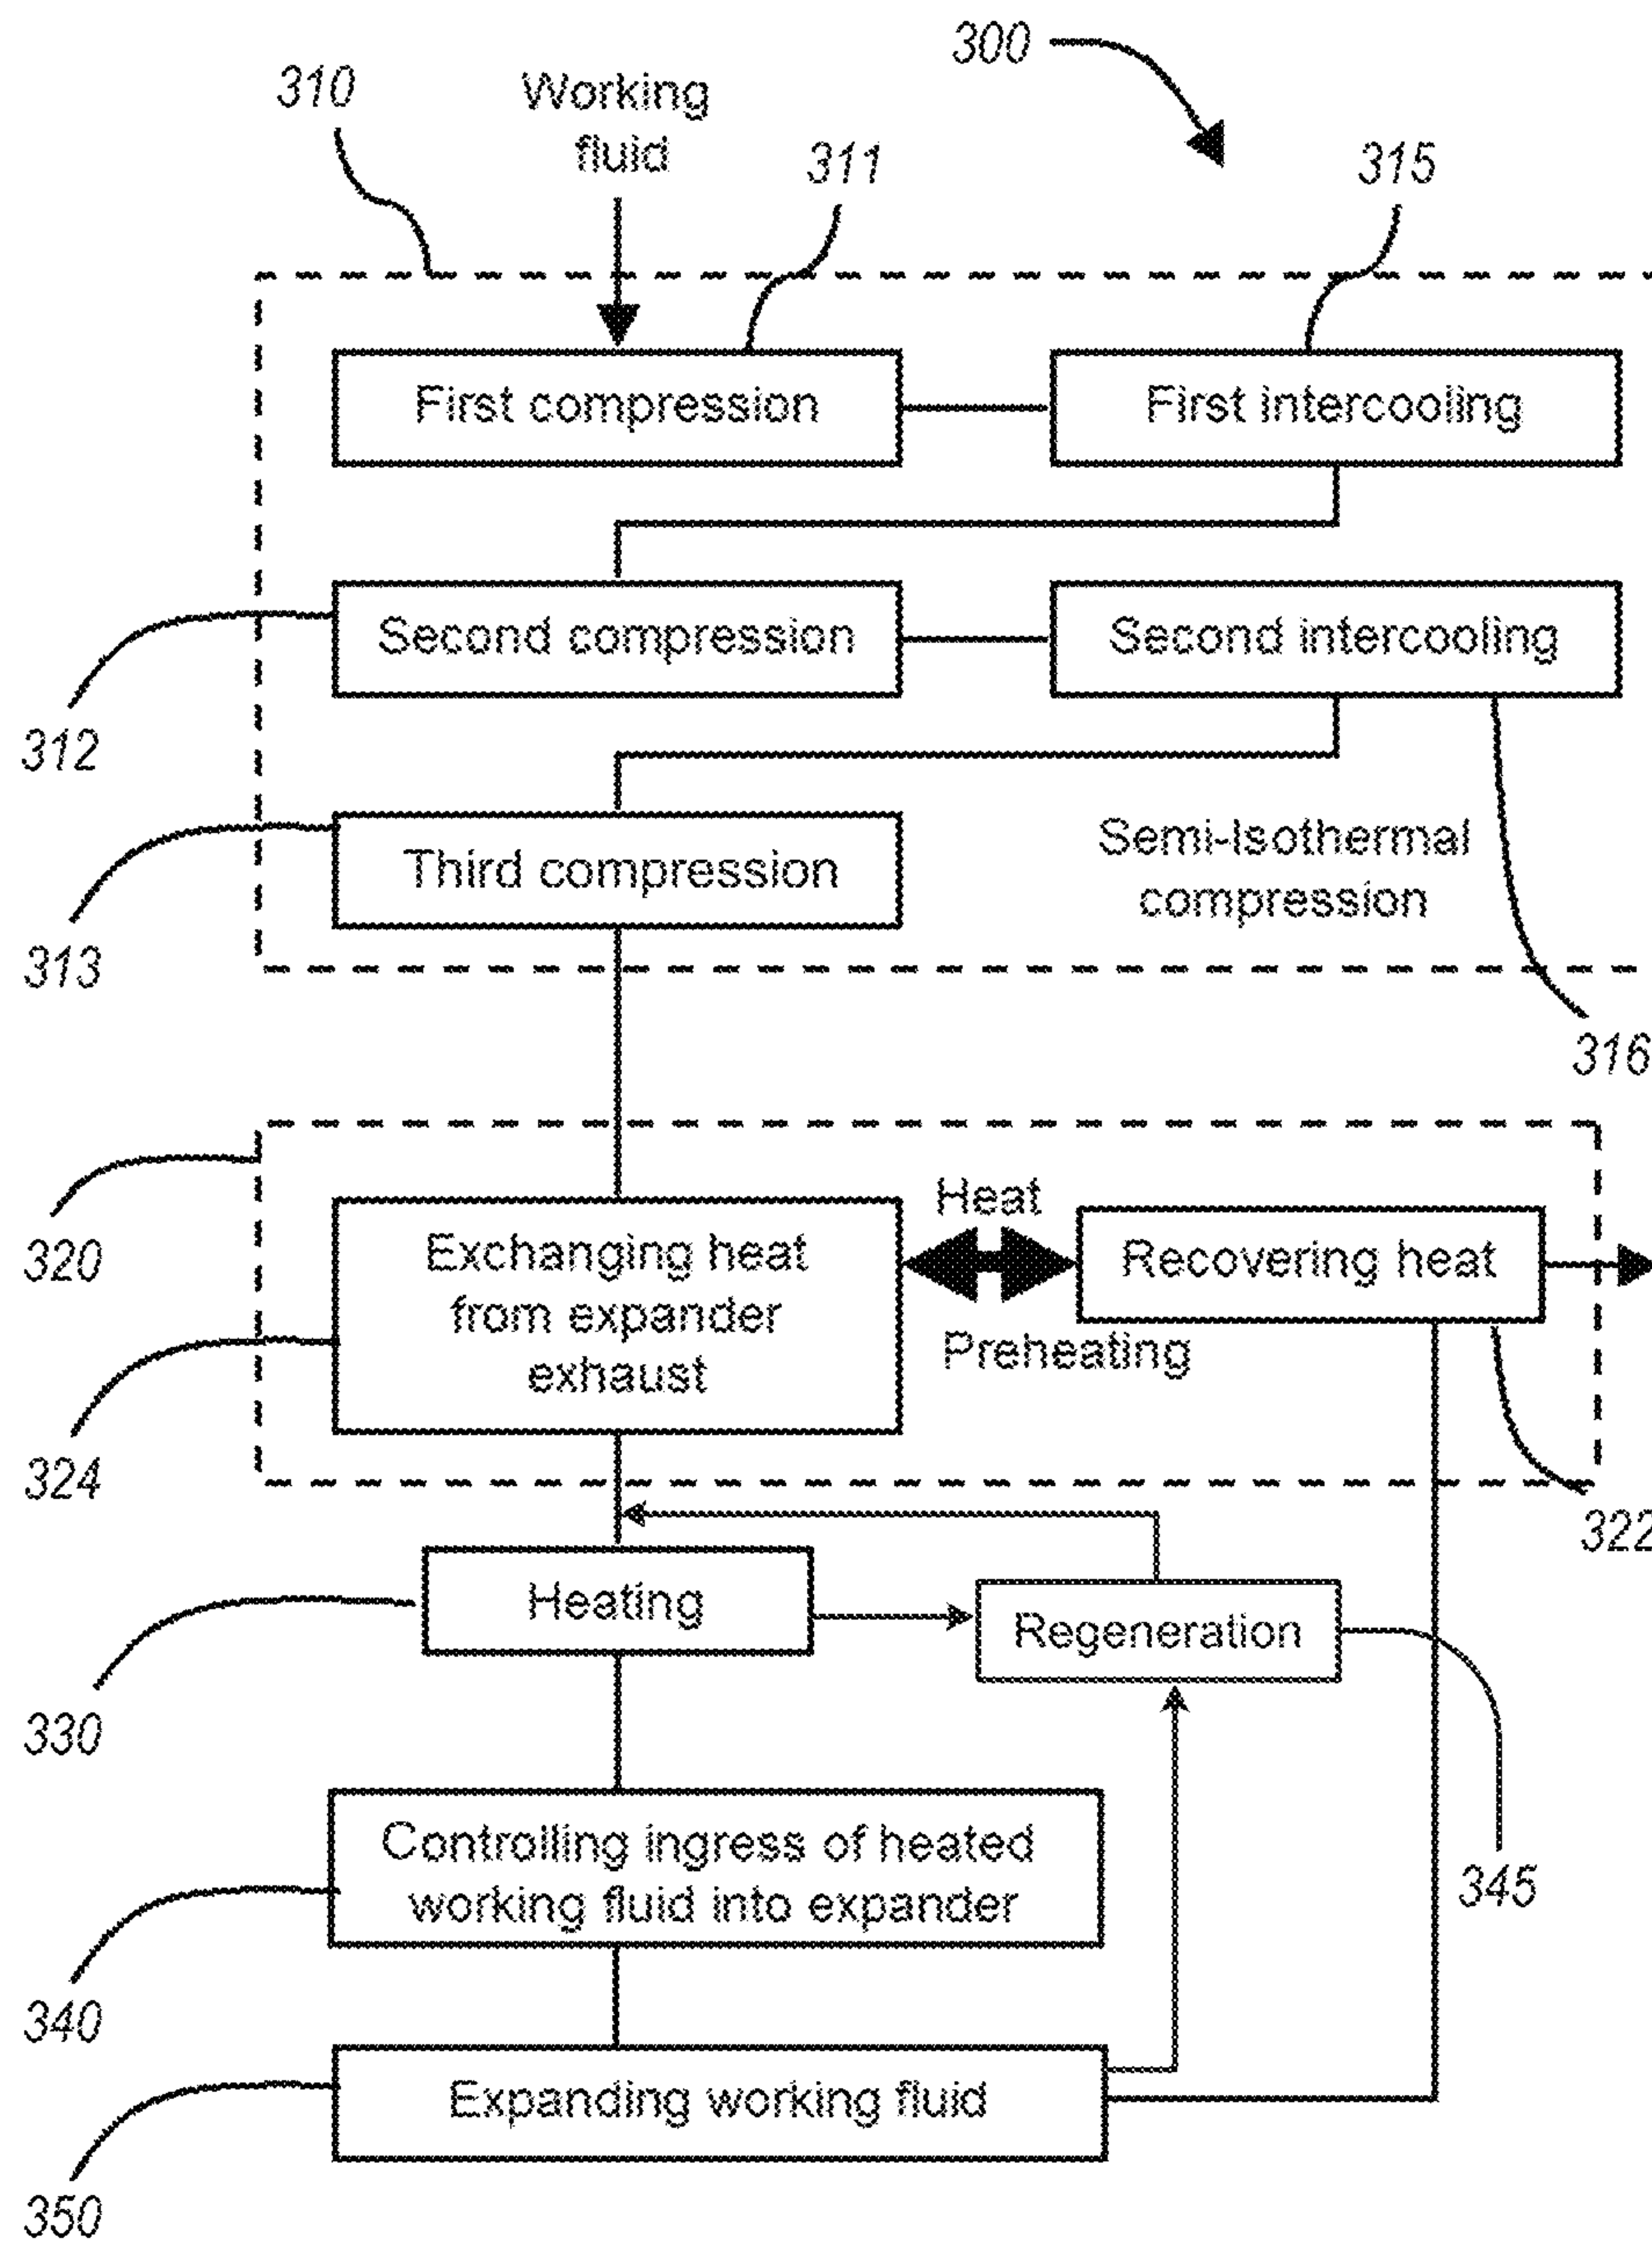 300
310
Working
fluid
311
315
First compression
First intercooling
Second compression
Second intercooling
312
Third compression
Semi-Isothermal
compression
313
316
Heat
Exchanging heat
from expander
exhaust
Recovering heat
Preheating
320
324
322
Heating
Regeneration
330
Controlling ingress of heated
working fluid into expander
345
340
Expanding working fluid
350